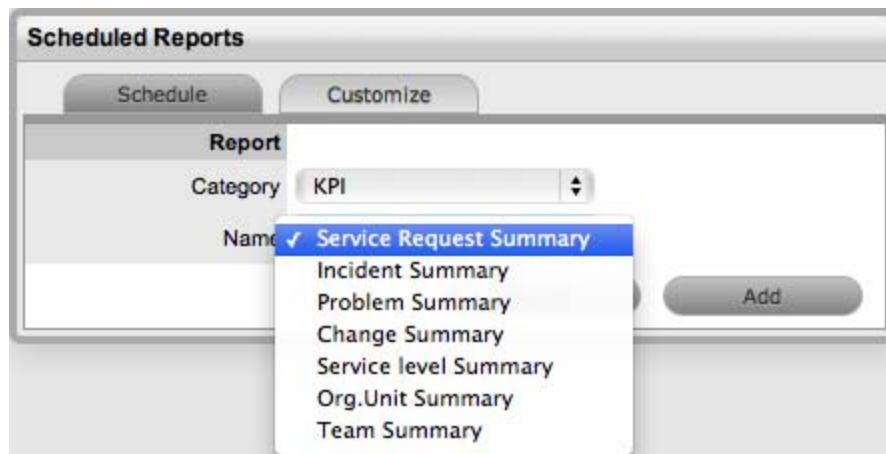 Scheduled Reports
Schedule Customize
Report
Category KPI
Name ✓ Service Request Summary
Incident Summary
Problem Summary
Change Summary
Add
Service level Summary
Org.Unit Summary
Team Summary